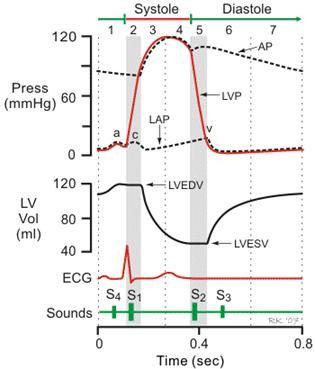 Systole Diastole
1 2 3 4 5 6 7
120
AP
Press
(mmHg)
60
LVP
LAP
a c v
0
120
LVEDV
LV
Vol
(ml)
80
40
LVESV
ECG
S4 S1 S2 S3
Sounds
RK '07
0 0.4 0.8
Time (sec)